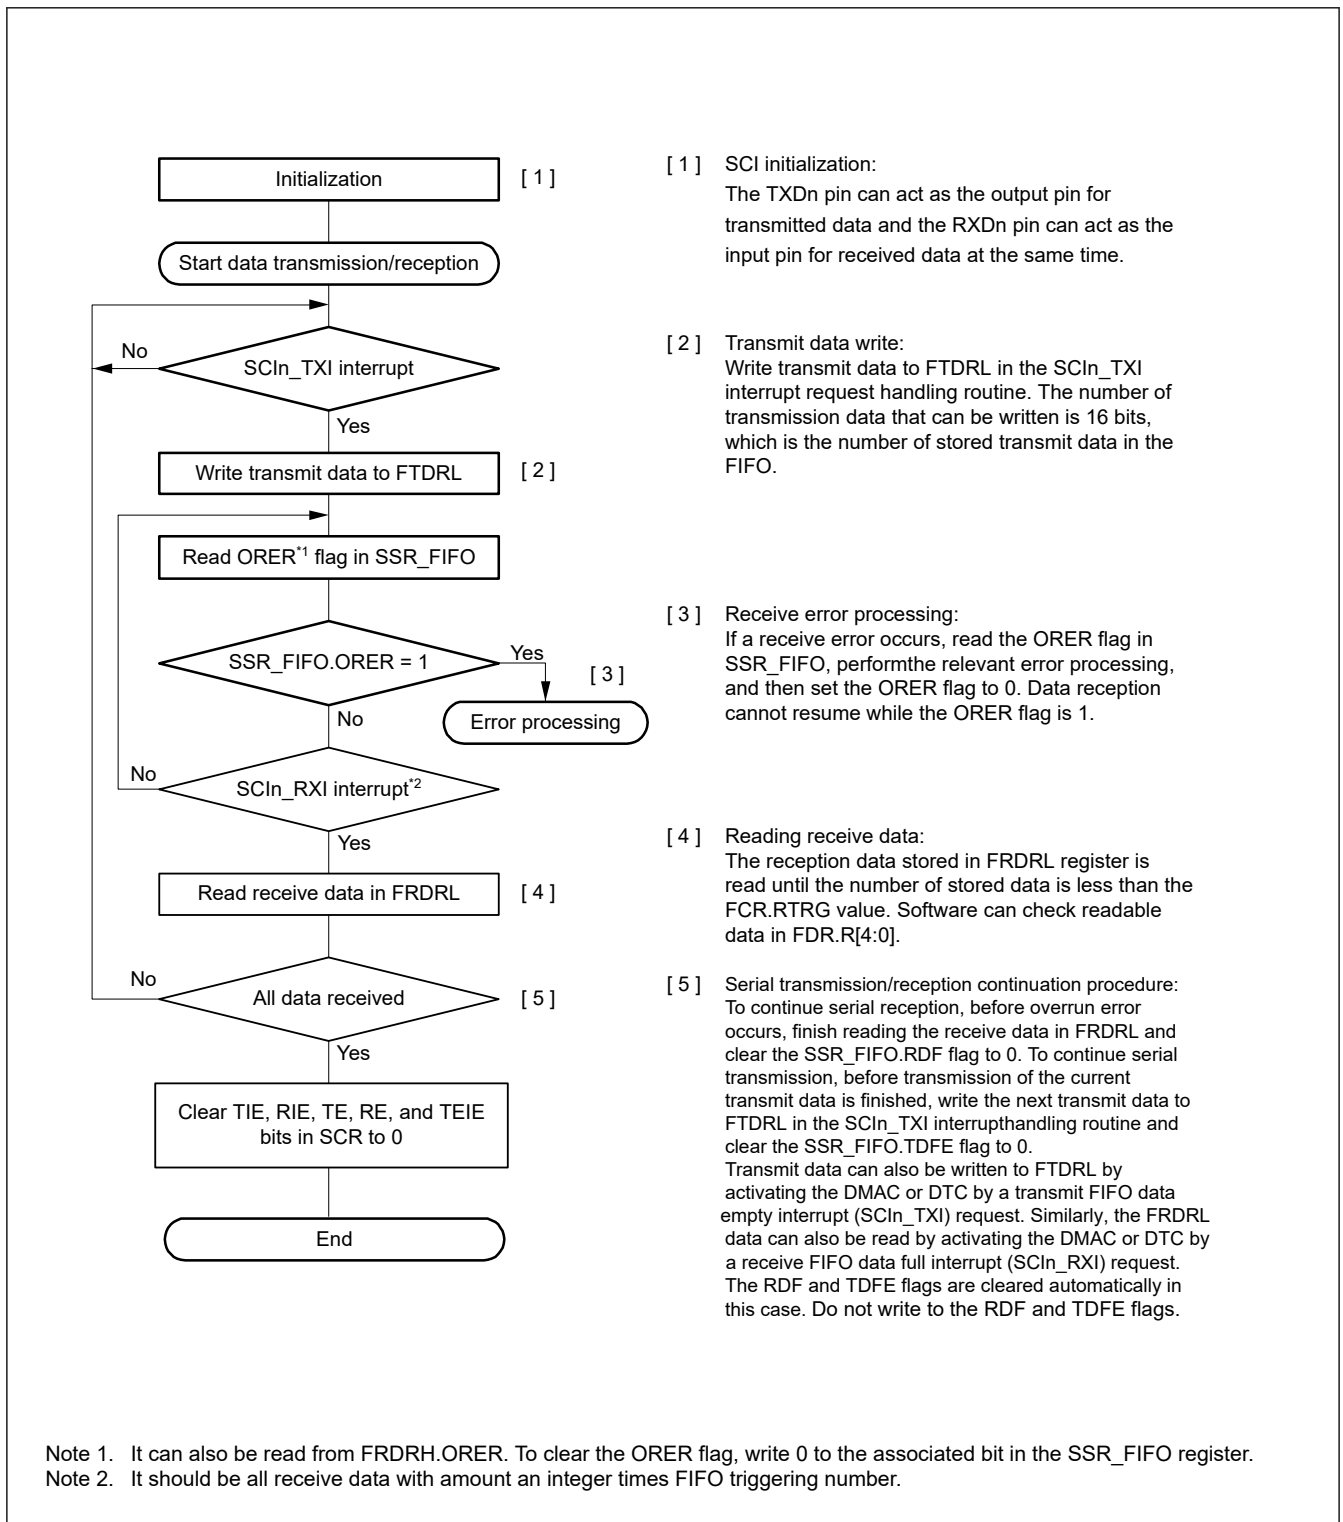 Initialization
[ 1 ]
Start data transmission/reception
No
SCIn_TXI interrupt
Yes
Write transmit data to FTDRL
[ 2 ]
Read ORER*1 flag in SSR_FIFO
SSR_FIFO.ORER = 1
Yes
[ 3 ]
Error processing
No
No
SCIn_RXI interrupt*2
Yes
Read receive data in FRDRL
[ 4 ]
No
All data received
[ 5 ]
Yes
Clear TIE, RIE, TE, RE, and TEIE
bits in SCR to 0
End
[ 1 ] SCI initialization:
The TXDn pin can act as the output pin for
transmitted data and the RXDn pin can act as the
input pin for received data at the same time.
[ 2 ] Transmit data write:
Write transmit data to FTDRL in the SCIn_TXI
interrupt request handling routine. The number of
transmission data that can be written is 16 bits,
which is the number of stored transmit data in the
FIFO.
[ 3 ] Receive error processing:
If a receive error occurs, read the ORER flag in
SSR_FIFO, performthe relevant error processing,
and then set the ORER flag to 0. Data reception
cannot resume while the ORER flag is 1.
[ 4 ] Reading receive data:
The reception data stored in FRDRL register is
read until the number of stored data is less than the
FCR.RTRG value. Software can check readable
data in FDR.R[4:0].
[ 5 ] Serial transmission/reception continuation procedure:
To continue serial reception, before overrun error
occurs, finish reading the receive data in FRDRL and
clear the SSR_FIFO.RDF flag to 0. To continue serial
transmission, before transmission of the current
transmit data is finished, write the next transmit data to
FTDRL in the SCIn_TXI interrupthandling routine and
clear the SSR_FIFO.TDFE flag to 0.
Transmit data can also be written to FTDRL by
activating the DMAC or DTC by a transmit FIFO data
empty interrupt (SCIn_TXI) request. Similarly, the FRDRL
data can also be read by activating the DMAC or DTC by
a receive FIFO data full interrupt (SCIn_RXI) request.
The RDF and TDFE flags are cleared automatically in
this case. Do not write to the RDF and TDFE flags.
Note 1. It can also be read from FRDRH.ORER. To clear the ORER flag, write 0 to the associated bit in the SSR_FIFO register.
Note 2. It should be all receive data with amount an integer times FIFO triggering number.